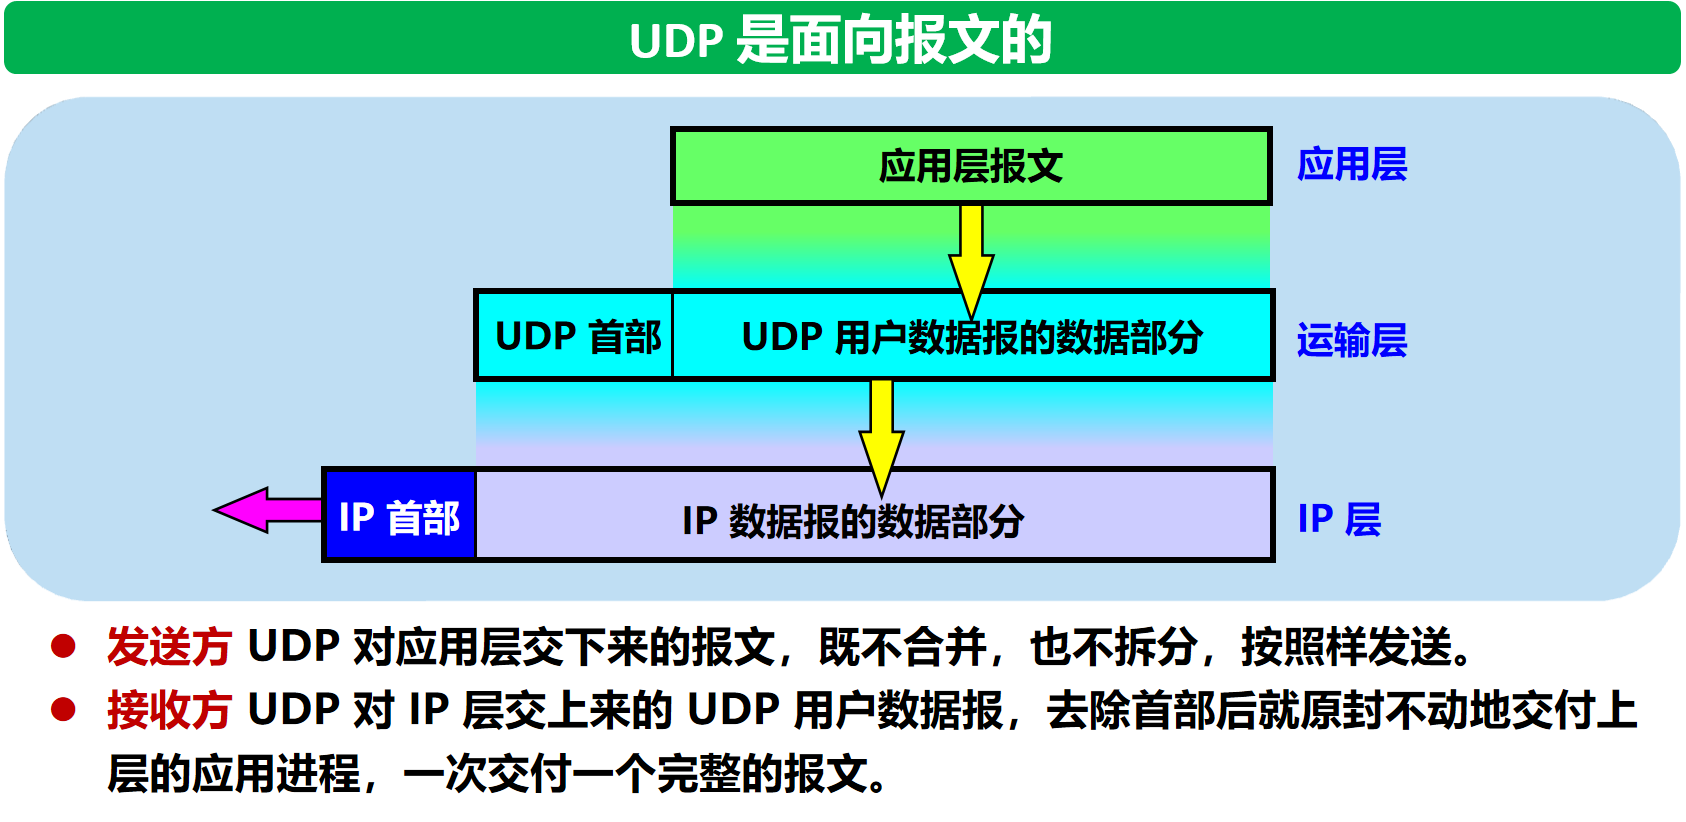 UDP 是面向报文的
应用层报文
应用层
UDP 首部
UDP 用户数据报的数据部分
运输层
IP 首部
IP 数据报的数据部分
IP 层
● 发送方 UDP 对应用层交下来的报文，既不合并，也不拆分，按照样发送。
● 接收方 UDP 对 IP 层交上来的 UDP 用户数据报，去除首部后就原封不动地交付上
层的应用进程，一次交付一个完整的报文。